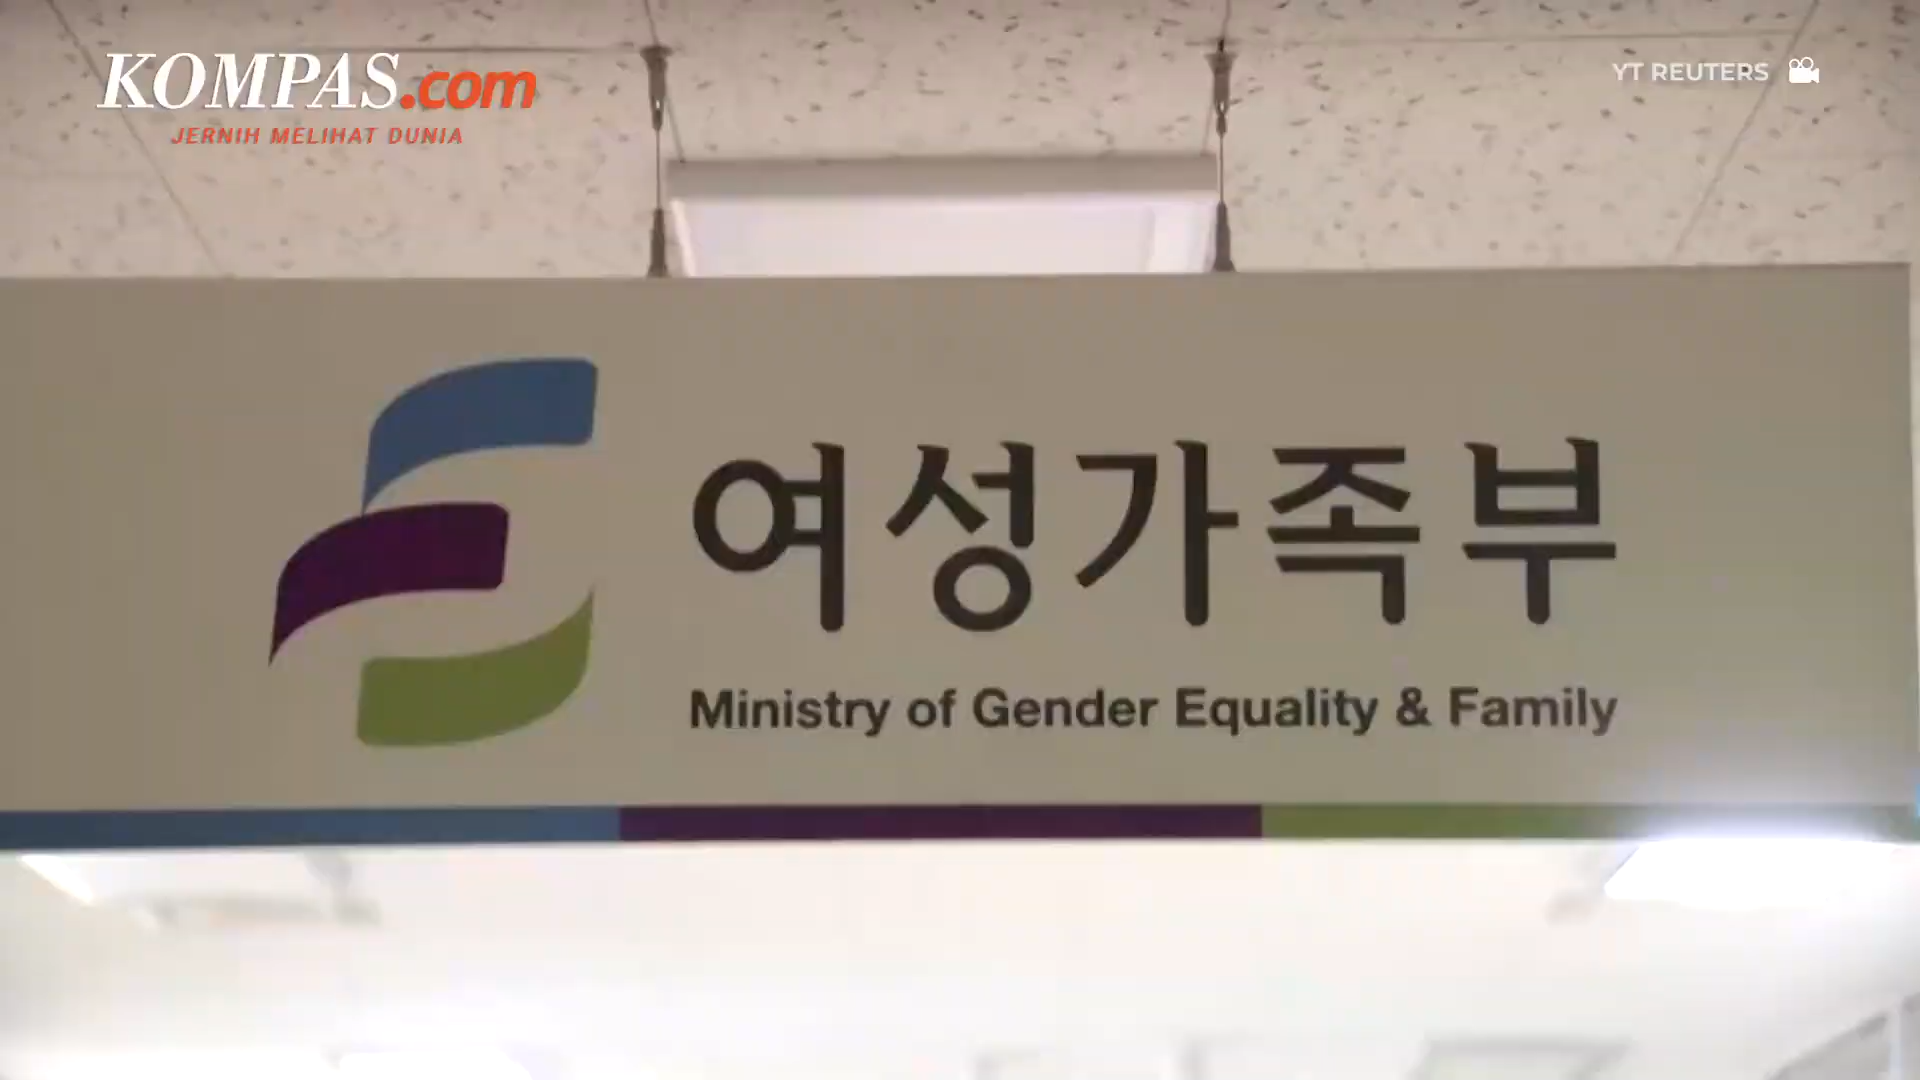 KOMPAS.com
JERNIH MELIHAT DUNIA
YT REUTERS
여성가족부
Ministry of Gender Equality & Family